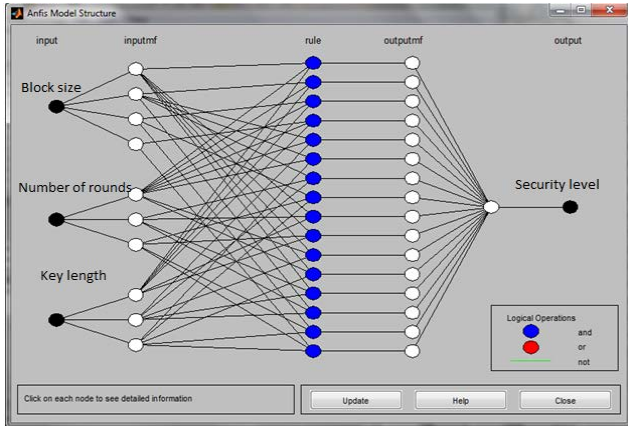 Anfis Model Structure
input inputmf rule outputmf output
Block size
Number of rounds
Key length
Security level
Logical Operations
and
or
not
Click on each node to see detailed information
Update Help Close